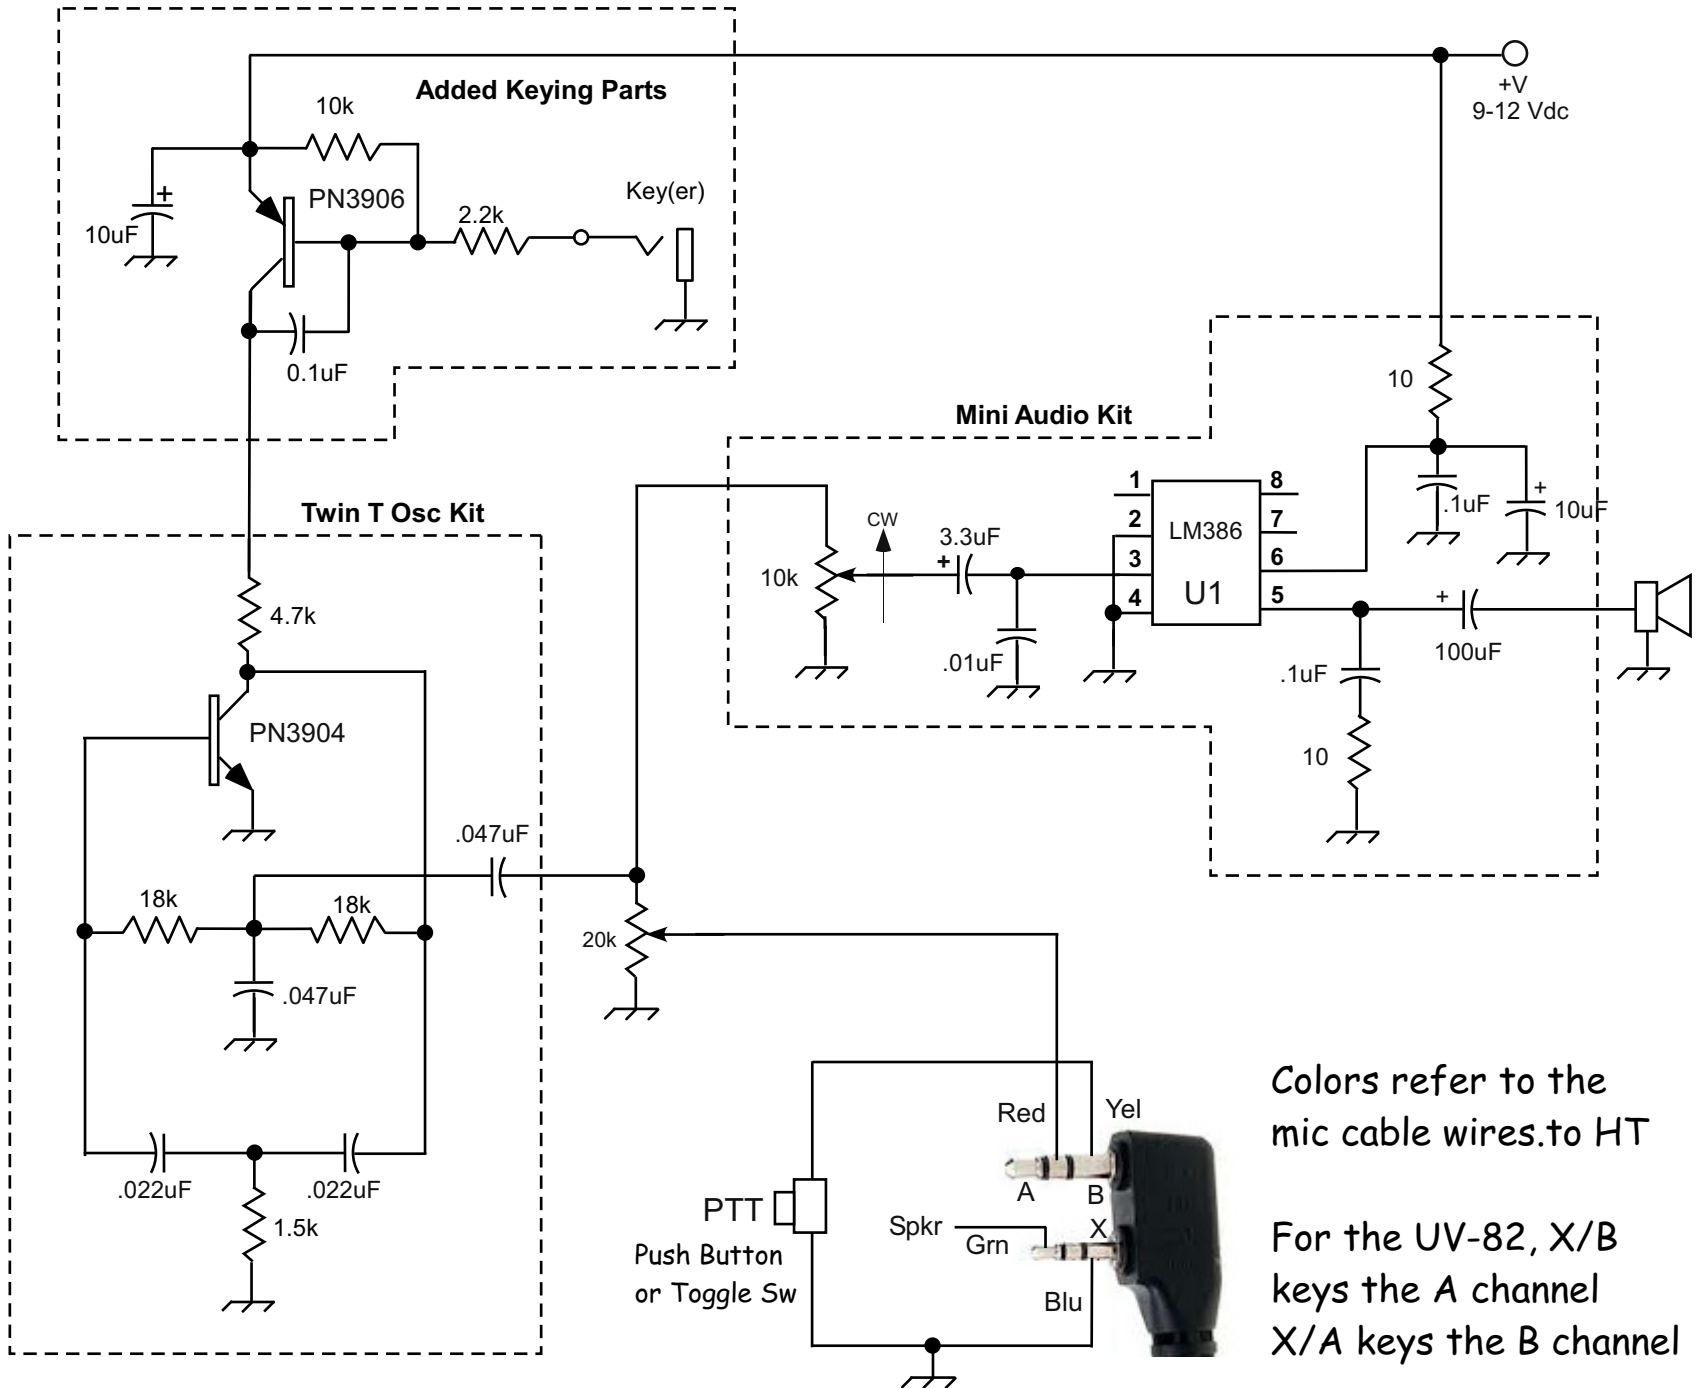 Added Keying Parts
10k
+V
9-12 Vdc
PN3906
Key(er)
+
10uF
2.2k
0.1uF
10
Mini Audio Kit
Twin T Osc Kit
1
8
2
7
LM386
3
6
4
5
U1
.1uF
+
10uF
CW
3.3uF
+
10k
.01uF
+
100uF
.1uF
10
4.7k
PN3904
.047uF
18k
18k
20k
.047uF
.022uF
.022uF
1.5k
Red
Yel
A
B
X
PTT
Push Button
or Toggle Sw
Spkr
Grn
Blu
Colors refer to the
mic cable wires.to HT
For the UV-82, X/B
keys the A channel
X/A keys the B channel